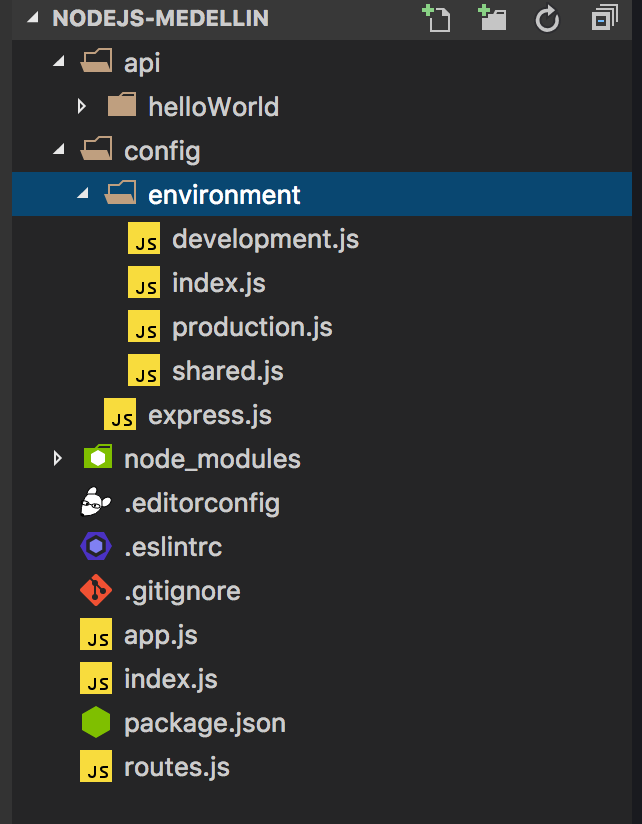 NODEJS-MEDELLIN
api
helloWorld
config
environment
JS development.js
JS index.js
JS production.js
JS shared.js
JS express.js
node_modules
.editorconfig
.eslintrc
.gitignore
JS app.js
JS index.js
package.json
JS routes.js